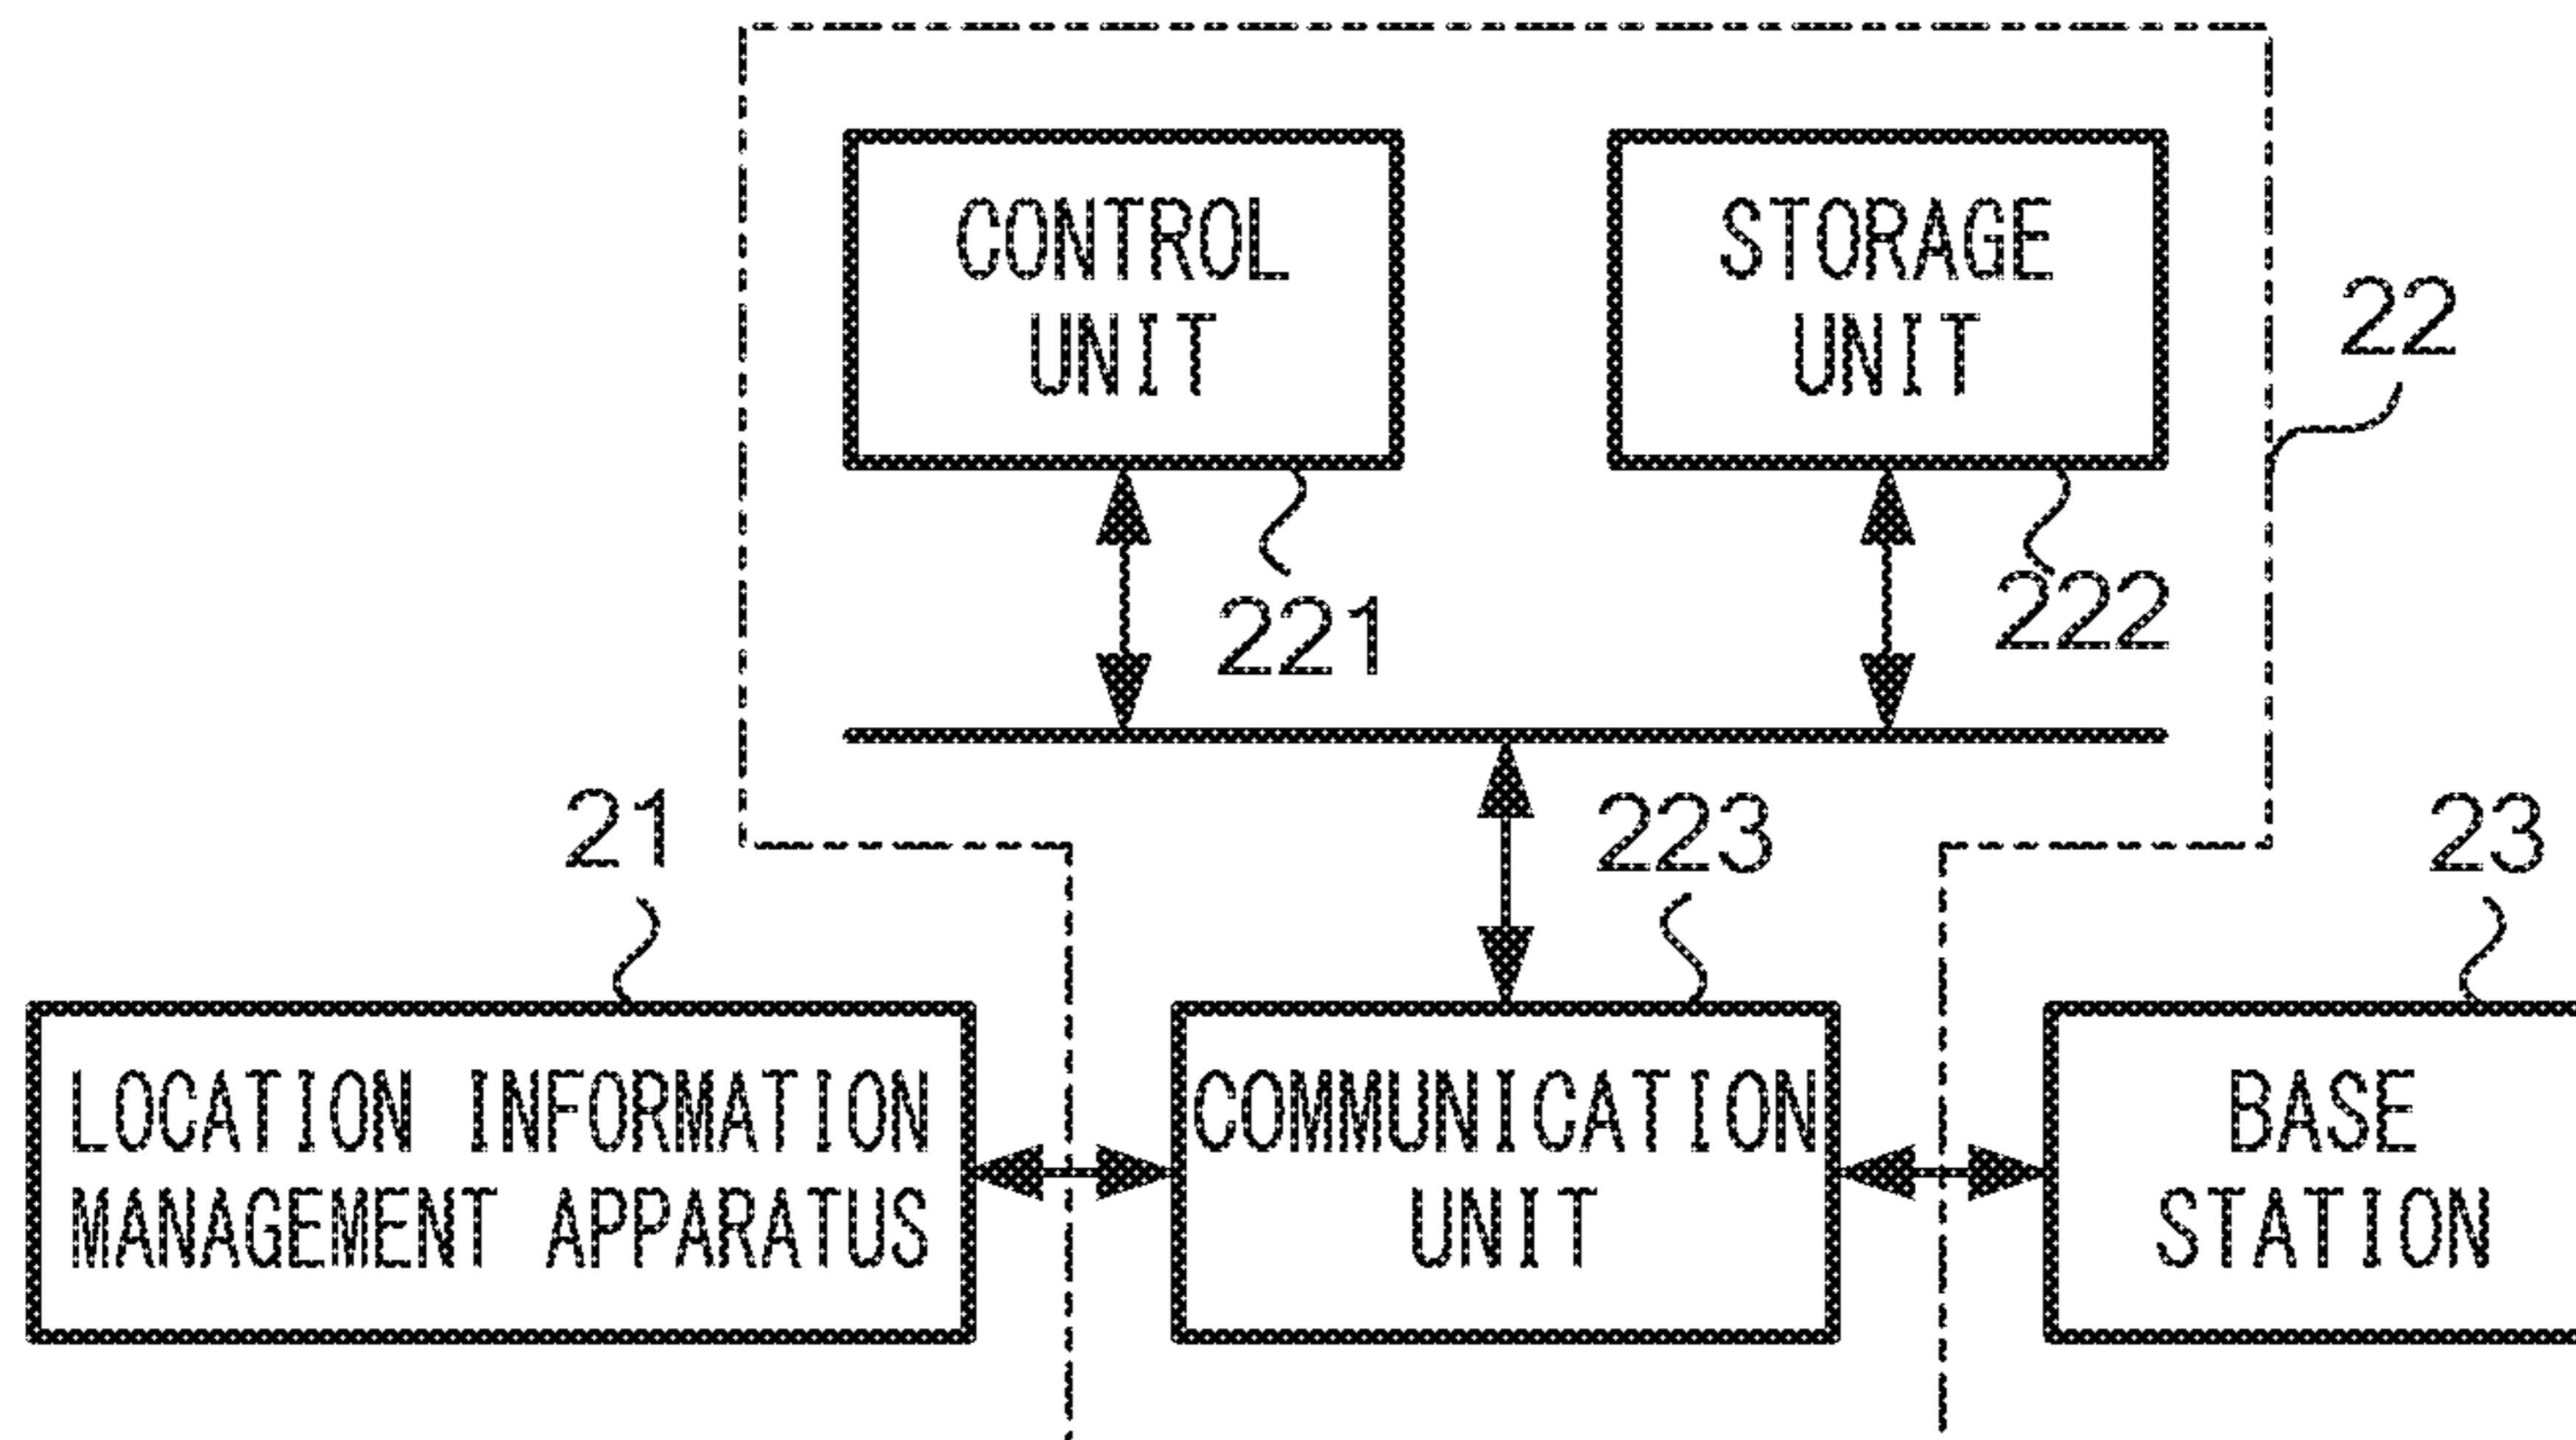 CONTROL
UNIT
STORAGE
UNIT
22
221
222
21
223
23
LOCATION INFORMATION
MANAGEMENT APPARATUS
COMMUNICATION
UNIT
BASE
STATION